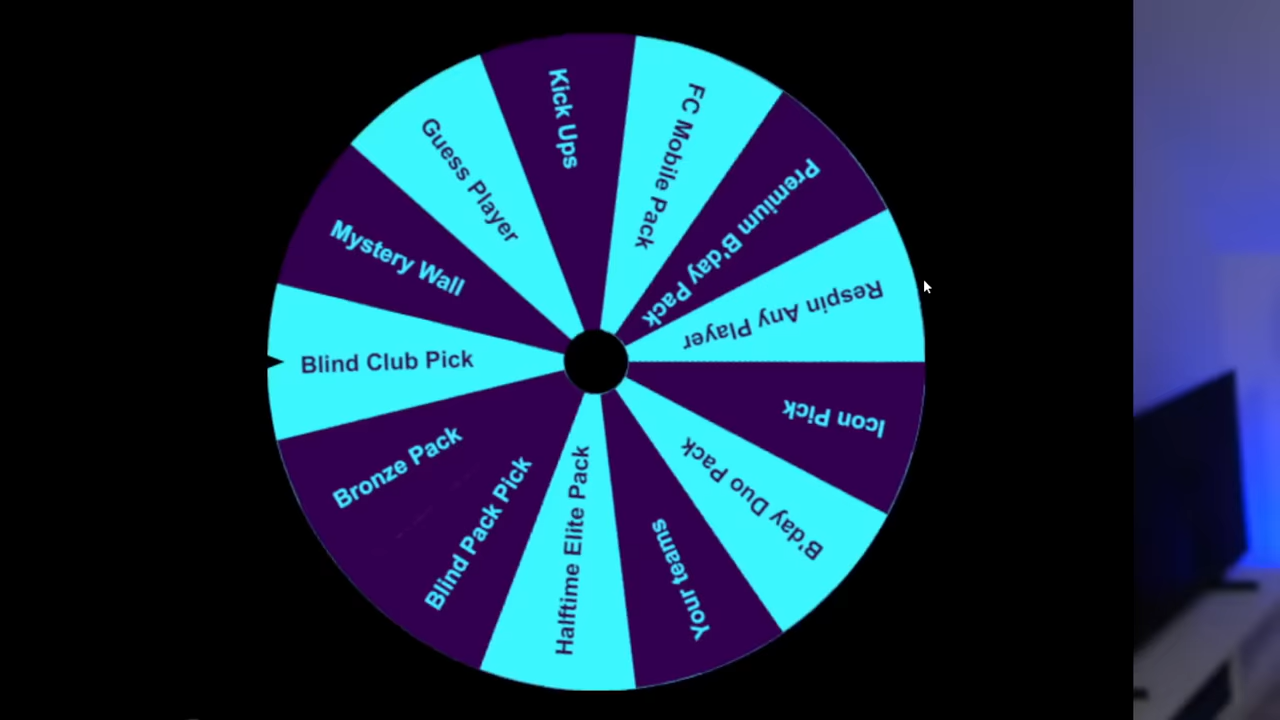 Kick Ups
FC Mobile Pack
Premium B'day Pack
Respin Any Player
Icon Pick
B'day Duo Pack
Your teams
Halftime Elite Pack
Blind Pack Pick
Bronze Pack
Blind Club Pick
Mystery Wall
Guess Player